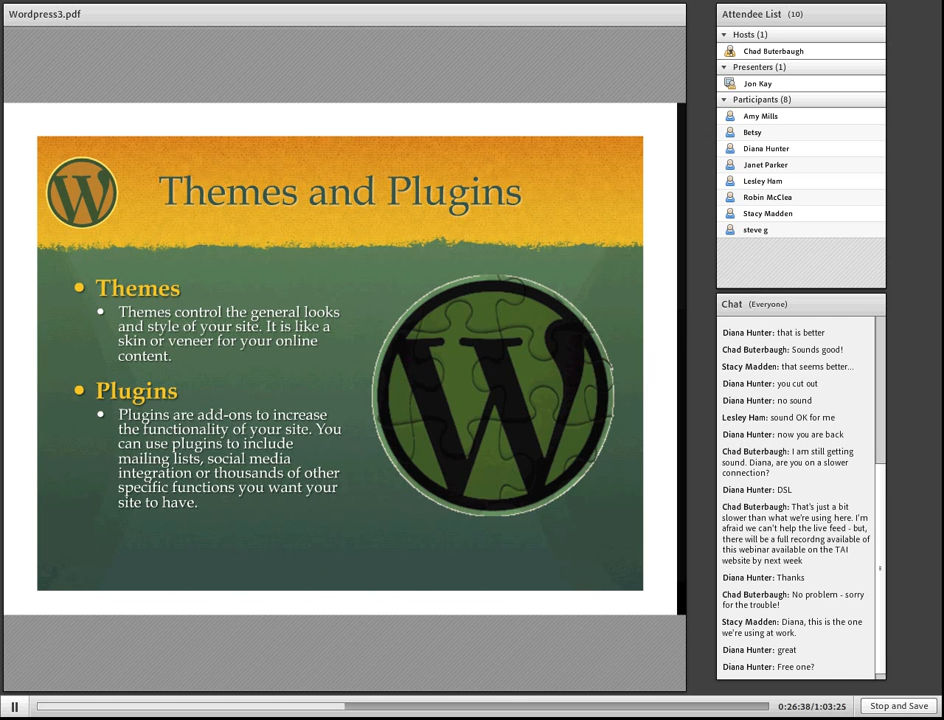 Wordpress3.pdf
Themes and Plugins
• Themes
• Themes control the general looks
and style of your site. It is like a
skin or veneer for your online
content.
• Plugins
• Plugins are add-ons to increase
the functionality of your site. You
can use plugins to include
mailing lists, social media
integration or thousands of other
specific functions you want your
site to have.
Attendee List (10)
Hosts (1)
Chad Buterbaugh
Presenters (1)
Jon Kay
Participants (8)
Amy Mills
Betsy
Diana Hunter
Janet Parker
Lesley Ham
Robin McClea
Stacy Madden
steve g
Chat (Everyone)
Diana Hunter: that is better
Chad Buterbaugh: Sounds good!
Stacy Madden: that seems better...
Diana Hunter: you cut out
Diana Hunter: no sound
Lesley Ham: sound OK for me
Diana Hunter: now you are back
Chad Buterbaugh: I am still getting
sound. Diana, are you on a slower
connection?
Diana Hunter: DSL
Chad Buterbaugh: That's just a bit
slower than what we're using here. I'm
afraid we can't help the live feed - but,
there will be a full recordng available of
this webinar available on the TAI
website by next week
Diana Hunter: Thanks
Chad Buterbaugh: No problem - sorry
for the trouble!
Stacy Madden: Diana, this is the one
we're using at work.
Diana Hunter: great
Diana Hunter: Free one?
0:26:38/1:03:25
Stop and Save